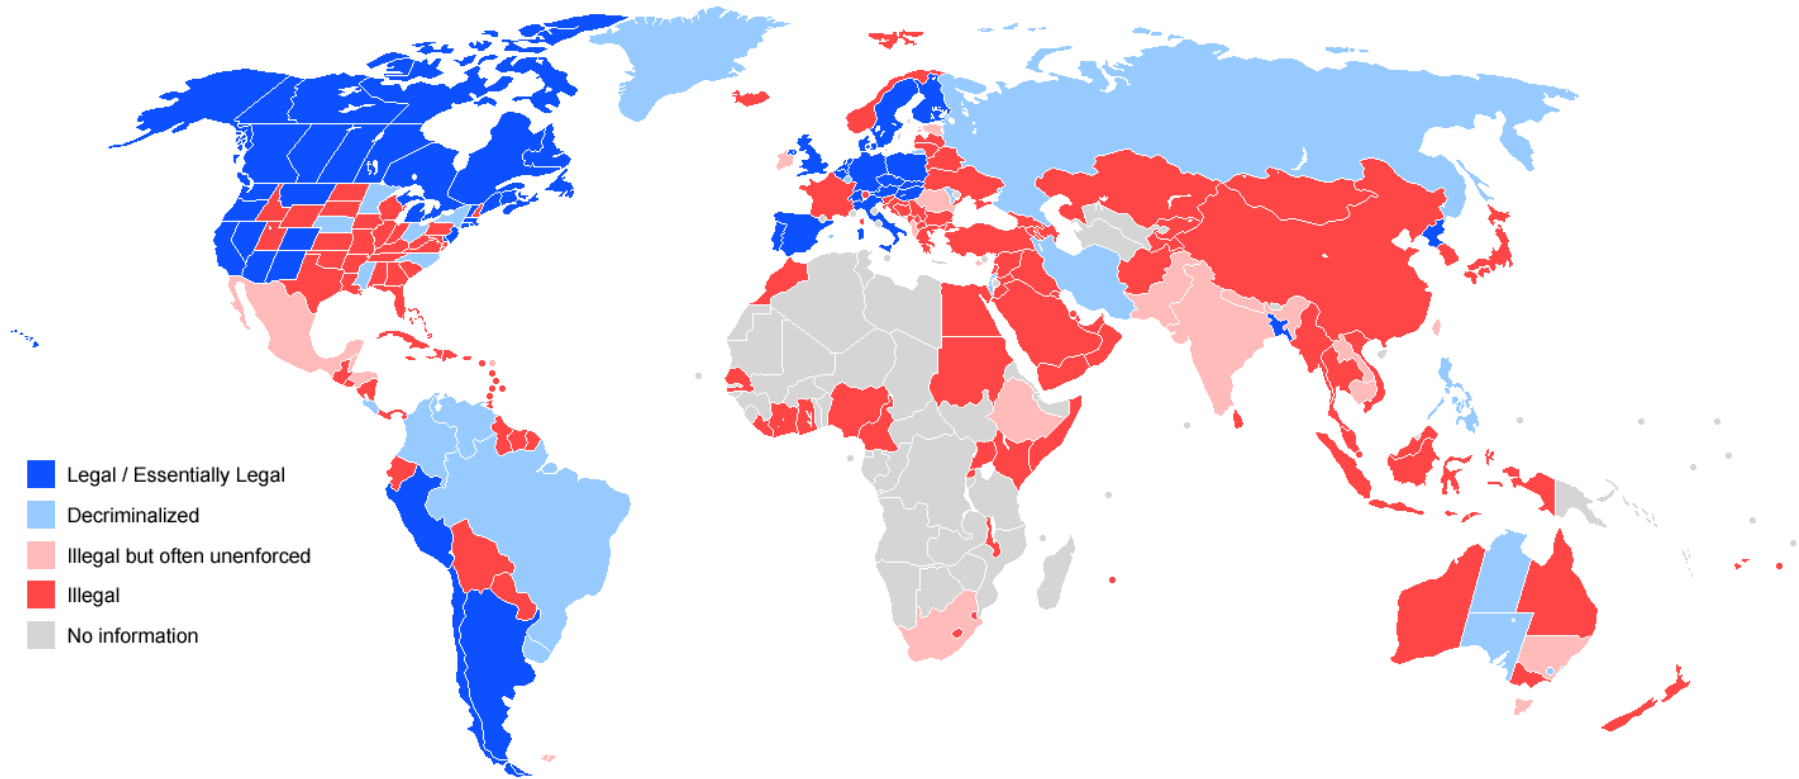 Legal / Essentially Legal
Decriminalized
Illegal but often unenforced
Illegal
No information